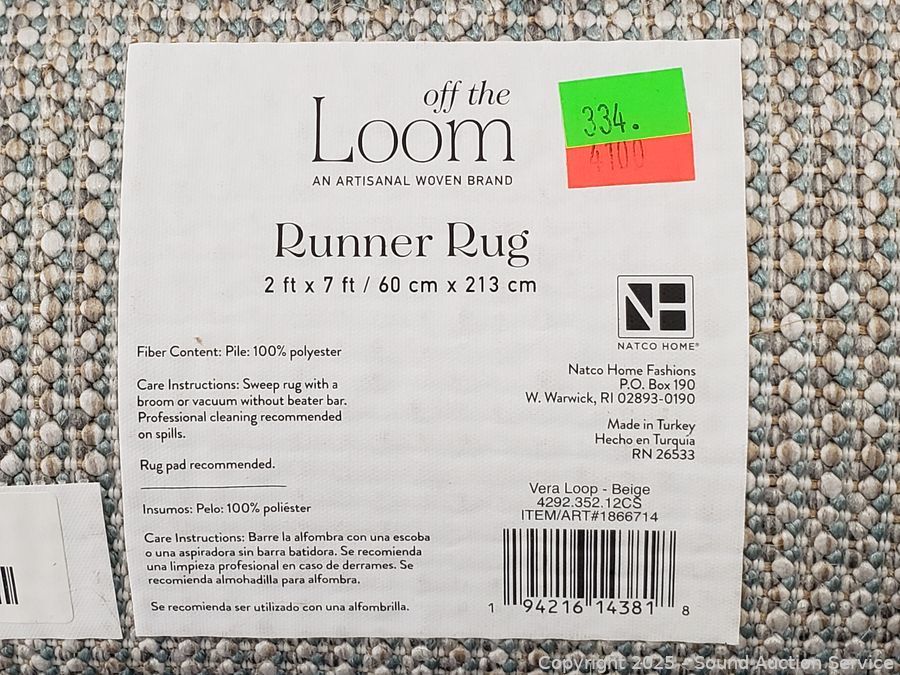 off the
Loom
AN ARTISANAL WOVEN BRAND
334.
4100
Runner Rug
2 ft x 7 ft / 60 cm x 213 cm
NATCO HOME®
Fiber Content: Pile: 100% polyester
Care Instructions: Sweep rug with a
broom or vacuum without beater bar.
Professional cleaning recommended
on spills.
Rug pad recommended.
Natco Home Fashions
P.O. Box 190
W. Warwick, RI 02893-0190
Made in Turkey
Hecho en Turquia
RN 26533
Insumos: Pelo: 100% poliéster
Care Instructions: Barre la alfombra con una escoba
o una aspiradora sin barra batidora. Se recomienda
una limpieza profesional en caso de derrames. Se
recomienda almohadilla para alfombra.
Se recomienda ser utilizado con una alfombrilla.
Vera Loop - Beige
4292.352.12CS
ITEM/ART#1866714
1 94216 14381 8
Copyright 2025 - Sound Auction Service